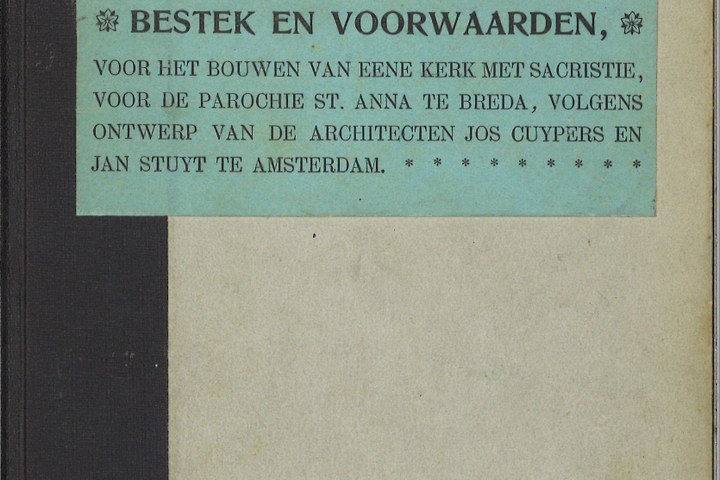 BESTEK EN VOORWAARDEN,
VOOR HET BOUWEN VAN EENE KERK MET SACRISTIE,
VOOR DE PAROCHIE ST. ANNA TE BREDA, VOLGENS
ONTWERP VAN DE ARCHITECTEN JOS CUYPERS EN
JAN STUYT TE AMSTERDAM. * * * * * * * * *